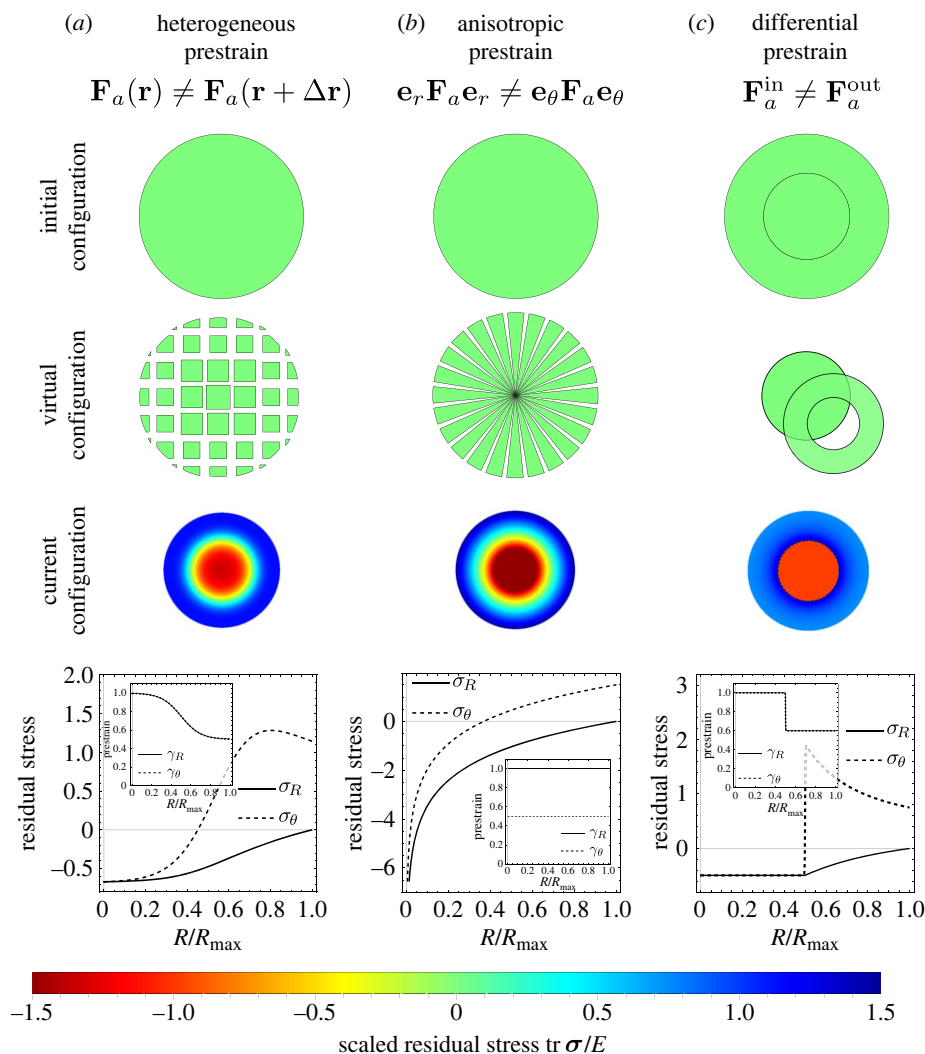 (a) heterogeneous prestrain
F_a(r) ≠ F_a(r + Δr)
(b) anisotropic prestrain
e_r F_a e_r ≠ e_θ F_a e_θ
(c) differential prestrain
F_a^in ≠ F_a^out
initial configuration
virtual configuration
current configuration
residual stress
2.0
1.5
1.0
0.5
0
−0.5
0 0.2 0.4 0.6 0.8 1.0
R/R_max
σ_R
σ_θ
prestrain
1.0
0.8
0.6
0.4
0.2
0
γ_R
γ_θ
0 0.2 0.4 0.6 0.8 1.0
R/R_max
residual stress
0
−2
−4
−6
0 0.2 0.4 0.6 0.8 1.0
R/R_max
σ_R
σ_θ
prestrain
1.0
0.8
0.6
0.4
0.2
0
γ_R
γ_θ
0 0.2 0.4 0.6 0.8 1.0
R/R_max
residual stress
3
2
1
0
0 0.2 0.4 0.6 0.8 1.0
R/R_max
σ_R
σ_θ
prestrain
1.0
0.8
0.6
0.4
0.2
0
γ_R
γ_θ
0 0.2 0.4 0.6 0.8 1.0
R/R_max
−1.5 −1.0 −0.5 0 0.5 1.0 1.5
scaled residual stress tr σ/E